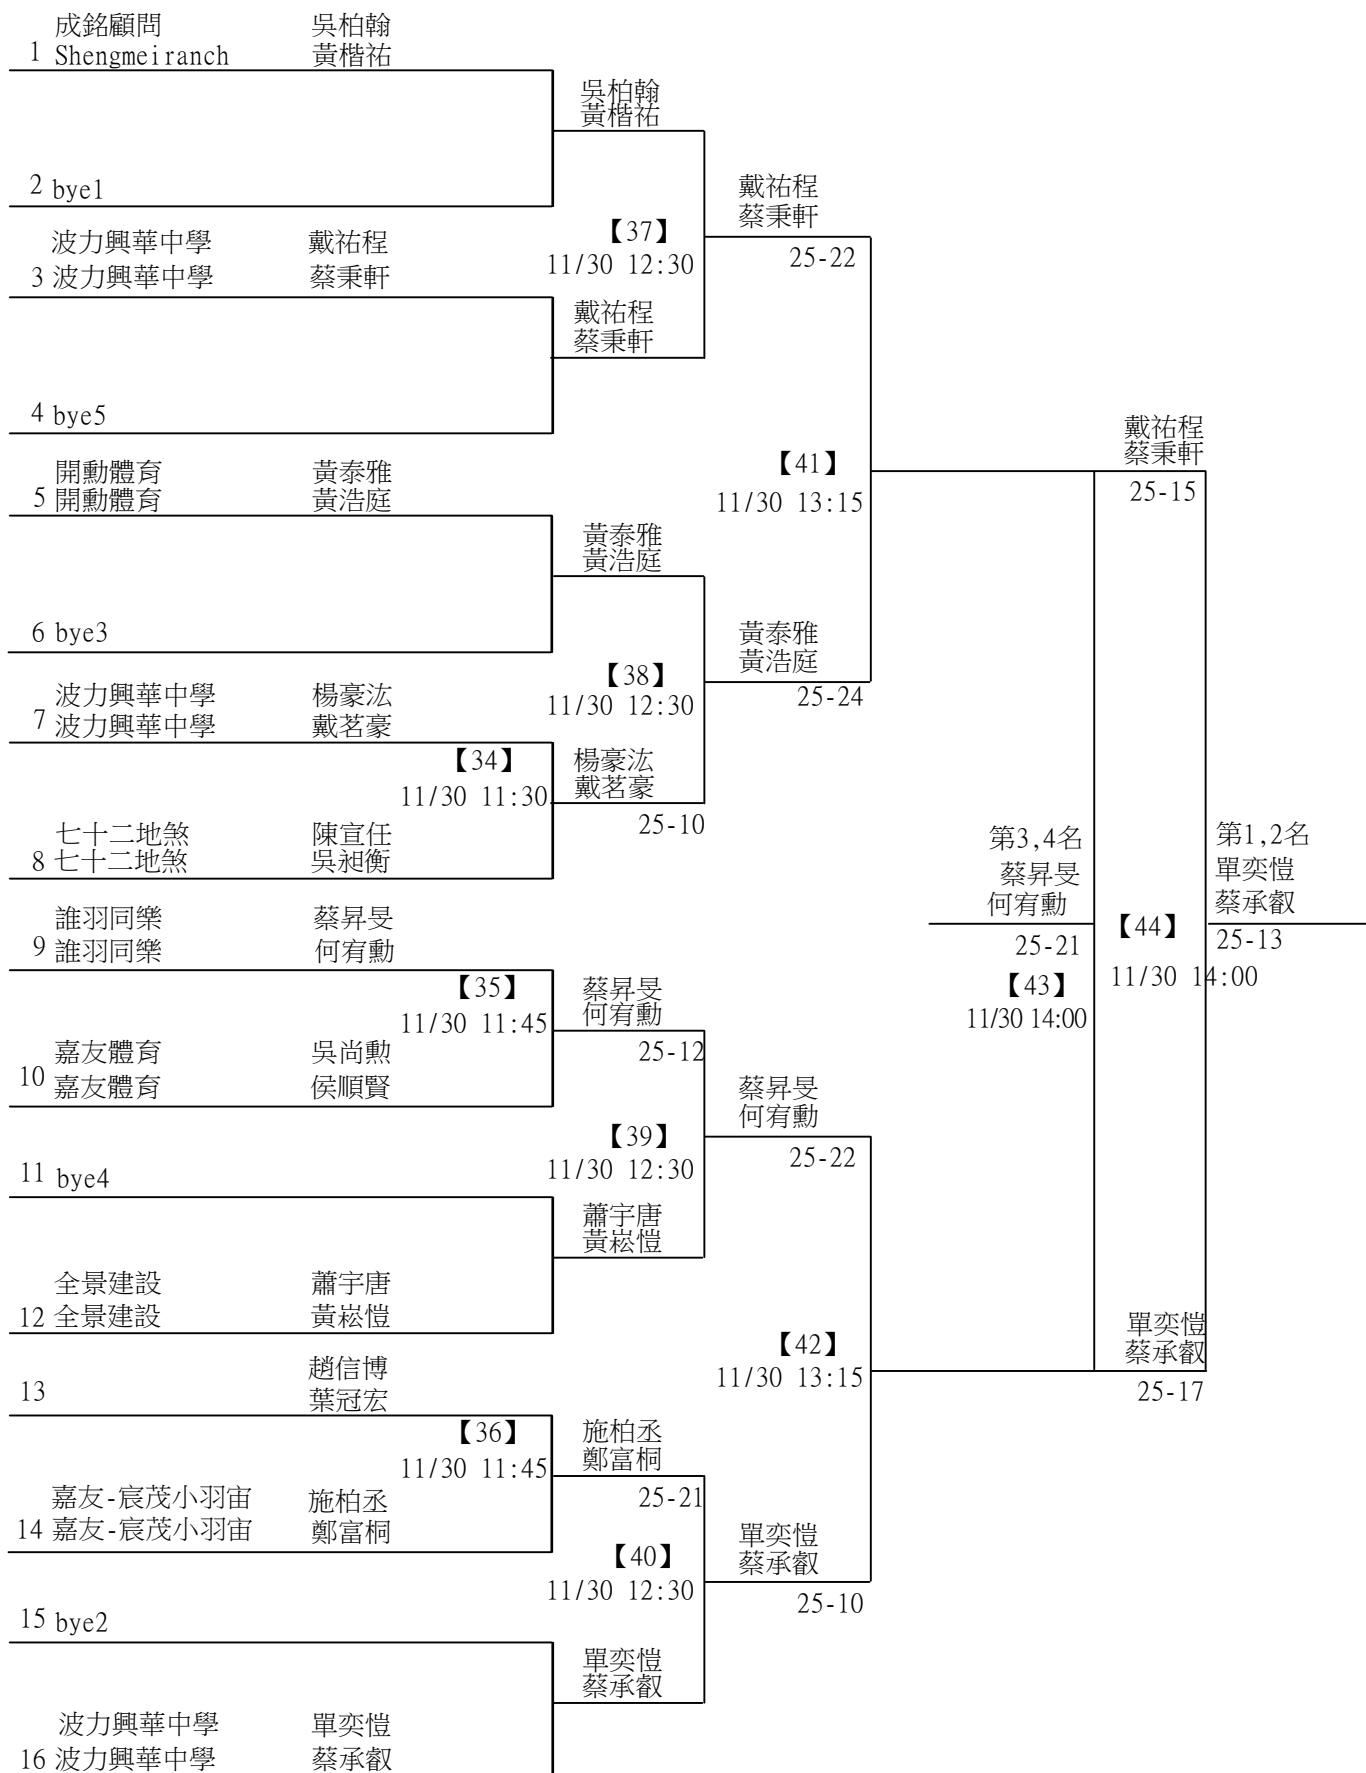 成銘顧問 吳柏翰
1 Shengmeiranch 黃楷祐
吳柏翰
黃楷祐
2 bye1
戴祐程
蔡秉軒
25-22
波力興華中學 戴祐程
3 波力興華中學 蔡秉軒
【37】
11/30 12:30
戴祐程
蔡秉軒
4 bye5
戴祐程
蔡秉軒
25-15
開勳體育 黃泰雅
5 開勳體育 黃浩庭
【41】
11/30 13:15
黃泰雅
黃浩庭
6 bye3
黃泰雅
黃浩庭
25-24
波力興華中學 楊豪汯
7 波力興華中學 戴茗豪
【38】
11/30 12:30
【34】
11/30 11:30
楊豪汯
戴茗豪
25-10
七十二地煞 陳宣任
8 七十二地煞 吳昶衡
第3,4名
蔡昇旻
何宥勳
25-21
【43】
11/30 14:00
【44】
11/30 14:00
第1,2名
單奕愷
蔡承叡
25-13
誰羽同樂 蔡昇旻
9 誰羽同樂 何宥勳
【35】
11/30 11:45
蔡昇旻
何宥勳
25-12
嘉友體育 吳尚勲
10 嘉友體育 侯順賢
蔡昇旻
何宥勳
25-22
【39】
11/30 12:30
11 bye4
蕭宇唐
黃崧愷
全景建設 蕭宇唐
12 全景建設 黃崧愷
【42】
11/30 13:15
單奕愷
蔡承叡
25-17
趙信博
13 葉冠宏
【36】
11/30 11:45
施柏丞
鄭富桐
25-21
嘉友-宸茂小羽宙 施柏丞
14 嘉友-宸茂小羽宙 鄭富桐
【40】
11/30 12:30
單奕愷
蔡承叡
25-10
15 bye2
單奕愷
蔡承叡
波力興華中學 單奕愷
16 波力興華中學 蔡承叡